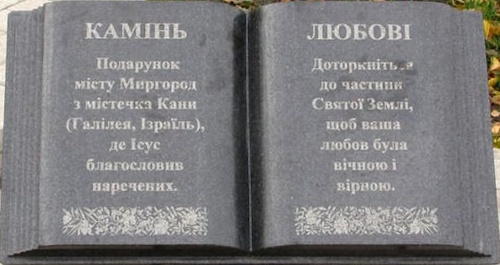 КАМІНЬ
Подарунок
місту Миргород
з містечка Кани
(Галілея, Ізраїль),
де Ісус
благословив
наречених.
ЛЮБОВІ
Доторкніться
до частини
Святої Землі,
щоб ваша
любов була
вічною і
вірною.